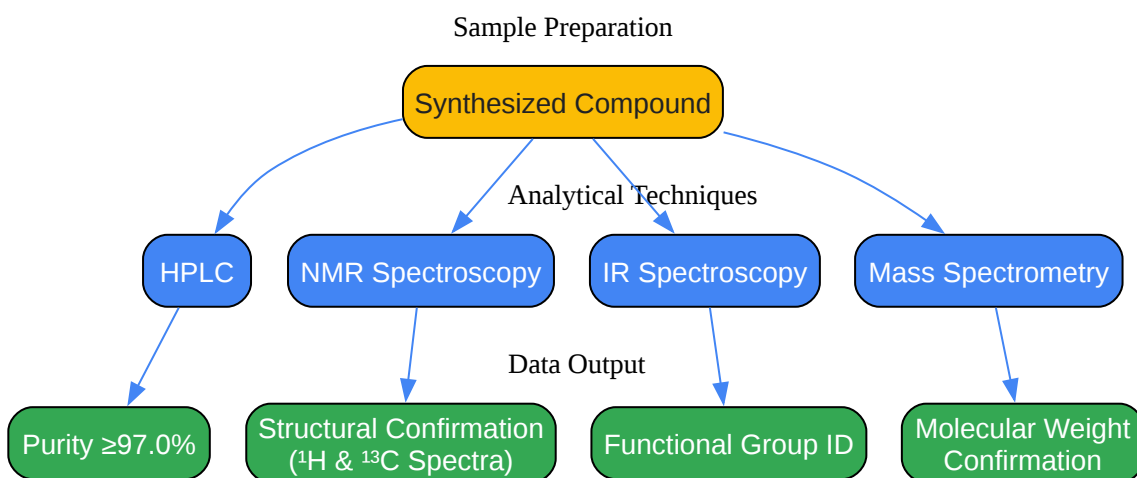 Sample Preparation
Synthesized Compound
Analytical Techniques
HPLC
NMR Spectroscopy
IR Spectroscopy
Mass Spectrometry
Data Output
Purity ≥97.0%
Structural Confirmation
(¹H & ¹³C Spectra)
Functional Group ID
Molecular Weight
Confirmation